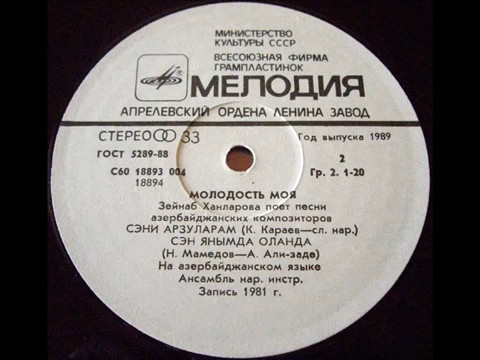 МИНИСТЕРСТВО
КУЛЬТУРЫ СССР
ВСЕСОЮЗНАЯ ФИРМА
ГРАМПЛАСТИНОК
МЕЛОДИЯ
АПРЕЛЕВСКИЙ ОРДЕНА ЛЕНИНА ЗАВОД
СТЕРЕО 33
Год выпуска 1989
ГОСТ 5289-88
2
С60 18893 004
Гр. 2. 1-20
18894
МОЛОДОСТЬ МОЯ
Зейнаб Ханларова поет песни
азербайджанских композиторов
СЭНИ АРЗУЛАРАМ (К. Караев—сл. нар.)
СЭН ЯНЫМДА ОЛАНДА
(Н. Мамедов—А. Али-заде)
На азербайджанском языке
Ансамбль нар. инстр.
Запись 1981 г.